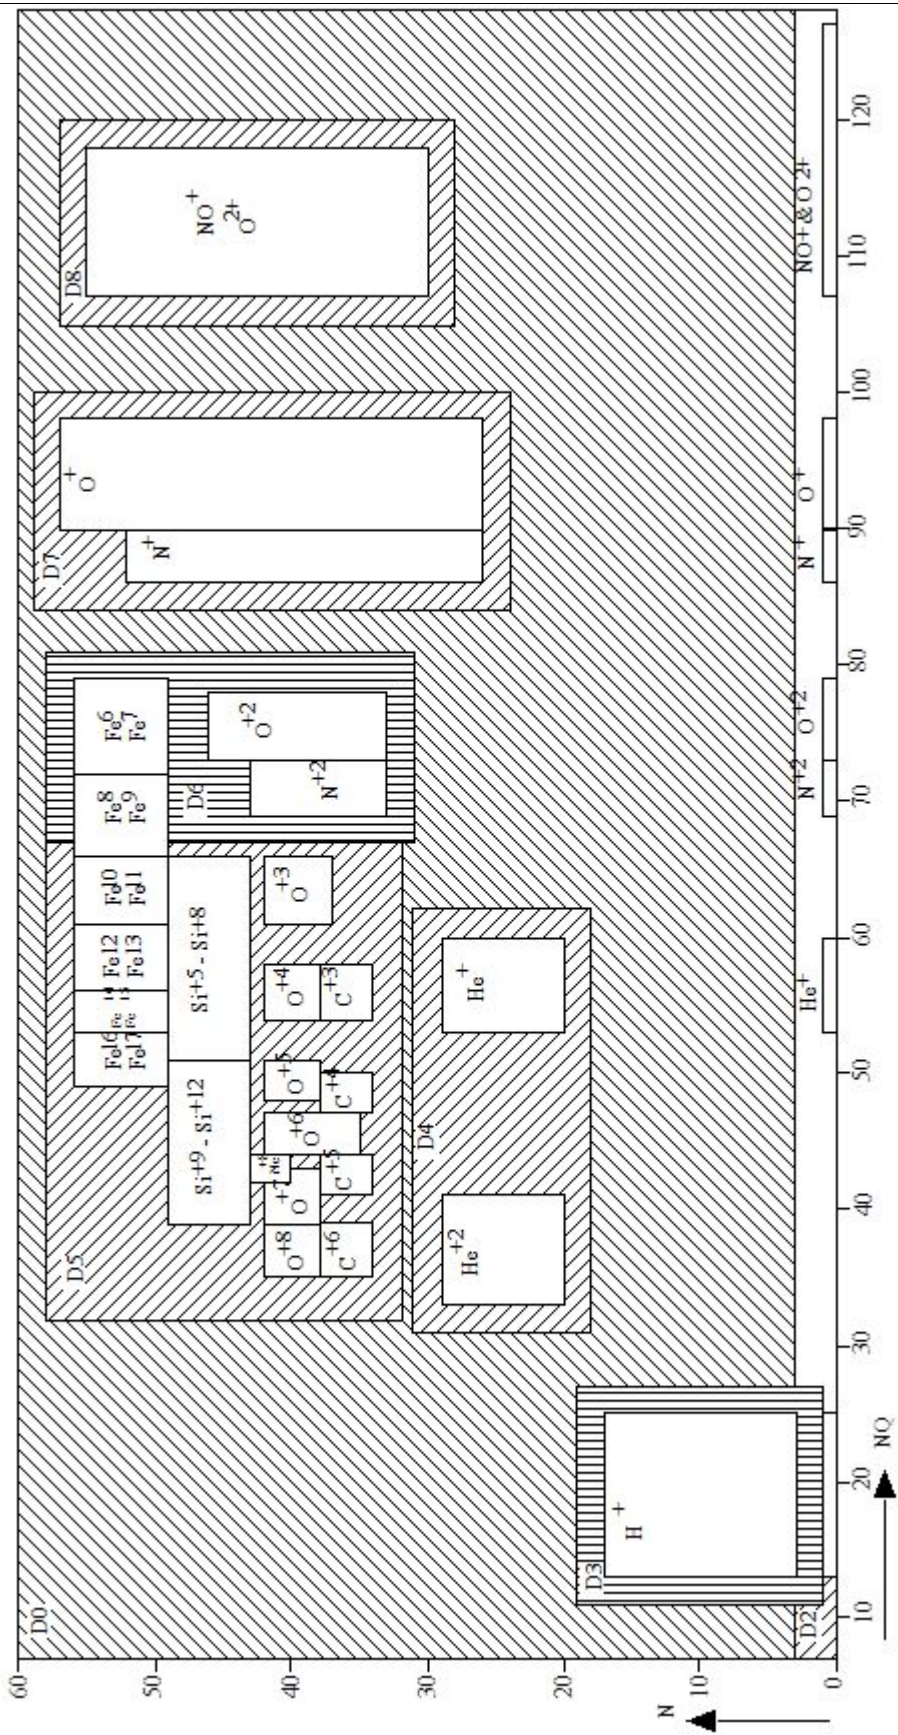 D0
D8
NO+
O2+
D7
O+
N+
Fe6
Fe7
Fe8
Fe9
Fe10
Fe11
Fe12
Fe13
Fe16
Fe17
D6
O+2
N+2
Si+5 - Si+8
Si+9 - Si+12
D5
O+3
O+4
C+3
O+5
C+4
O+6
C+5
O+7
O+8
C+6
D4
He+
He+2
D3
H+
D2
N
60
50
40
30
20
10
0
He+
N+2
O+2
N+
O+
NO+ & O2+
10
20
30
40
50
60
70
80
90
100
110
120
NQ